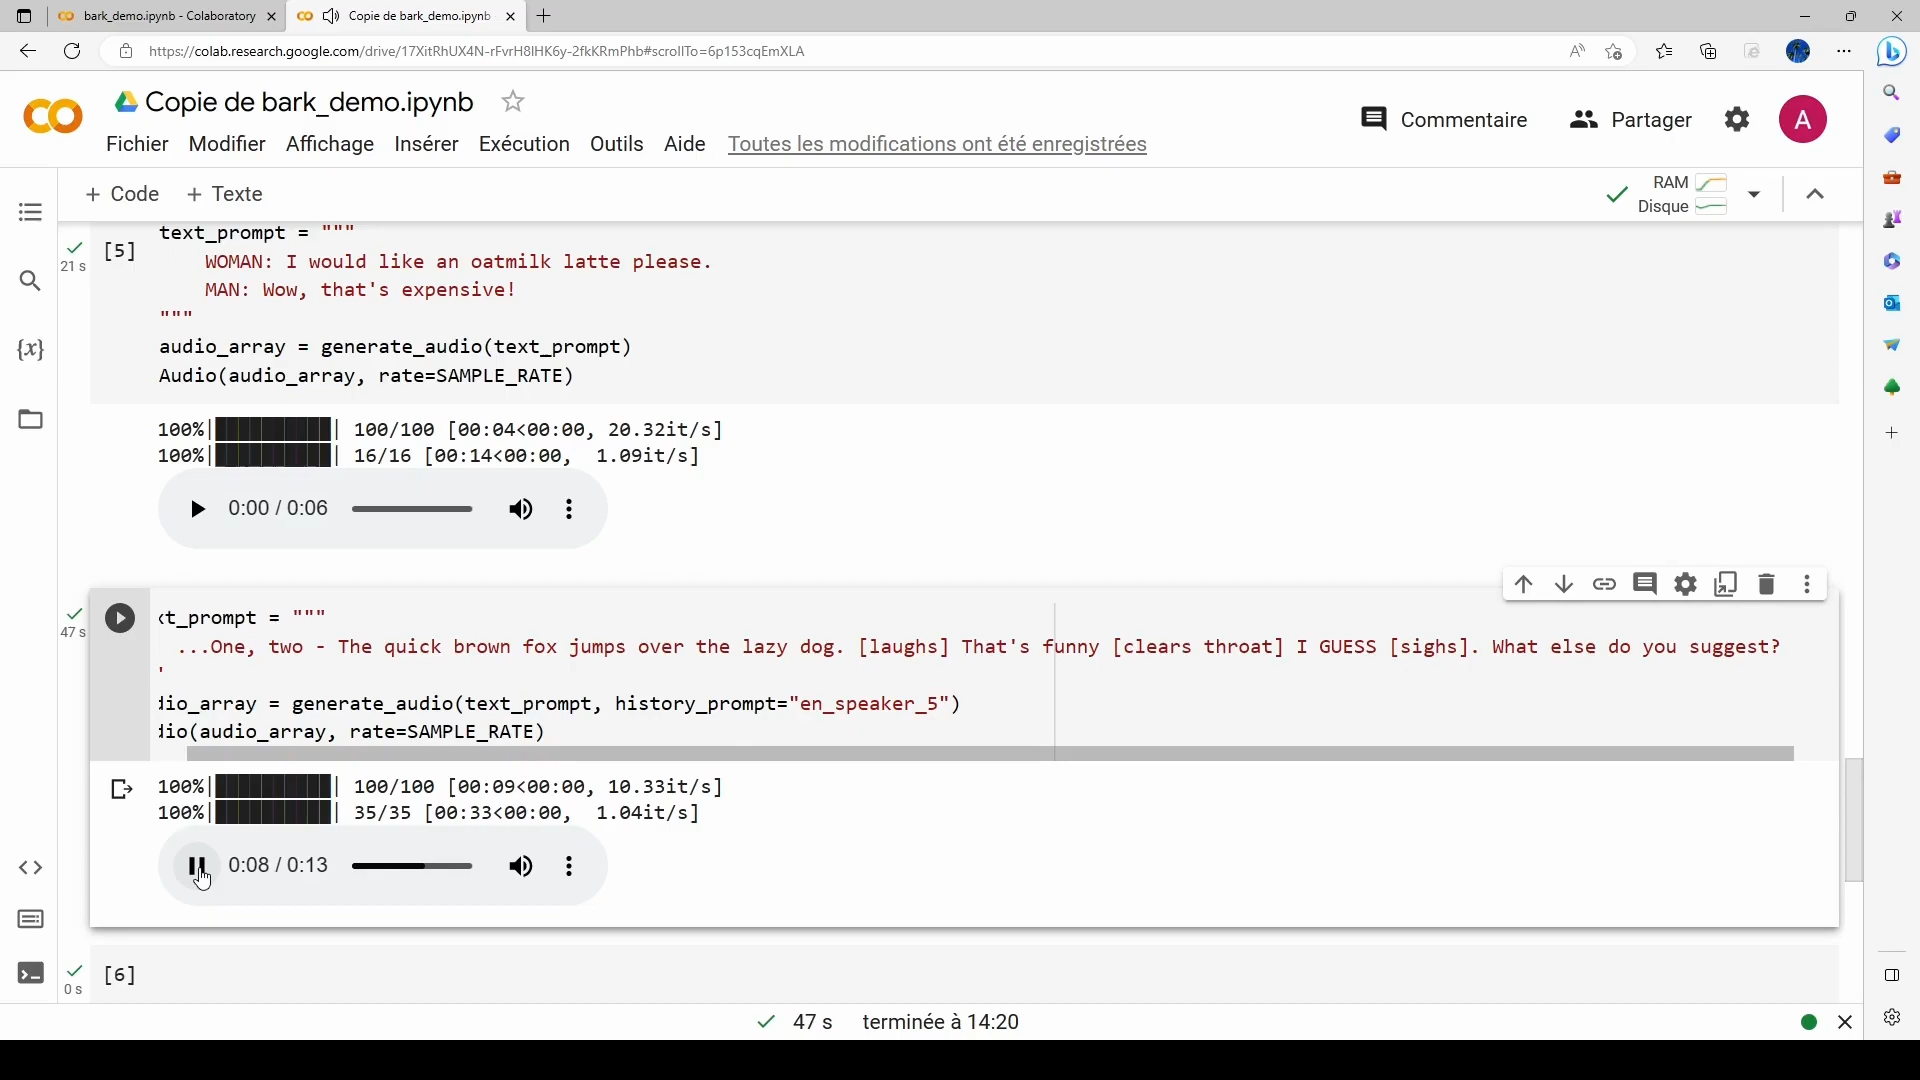 bark_demo.ipynb - Colaboratory
Copie de bark_demo.ipynb
https://colab.research.google.com/drive/17XitRhUX4N-rFvrH8lHK6y-2fkKRmPhb#scrollTo=6p153cqEmXLA
Copie de bark_demo.ipynb
Commentaire
Partager
A
Fichier Modifier Affichage Insérer Exécution Outils Aide Toutes les modifications ont été enregistrées
+ Code + Texte
RAM
Disque
[5]
21 s
text_prompt = """
WOMAN: I would like an oatmilk latte please.
MAN: Wow, that's expensive!
"""
audio_array = generate_audio(text_prompt)
Audio(audio_array, rate=SAMPLE_RATE)
100%|██████████| 100/100 [00:04<00:00, 20.32it/s]
100%|██████████| 16/16 [00:14<00:00, 1.09it/s]
0:00 / 0:06
47 s
xt_prompt = """
...One, two - The quick brown fox jumps over the lazy dog. [laughs] That's funny [clears throat] I GUESS [sighs]. What else do you suggest?
'
dio_array = generate_audio(text_prompt, history_prompt="en_speaker_5")
dio(audio_array, rate=SAMPLE_RATE)
100%|██████████| 100/100 [00:09<00:00, 10.33it/s]
100%|██████████| 35/35 [00:33<00:00, 1.04it/s]
0:08 / 0:13
[6]
0 s
47 s terminée à 14:20